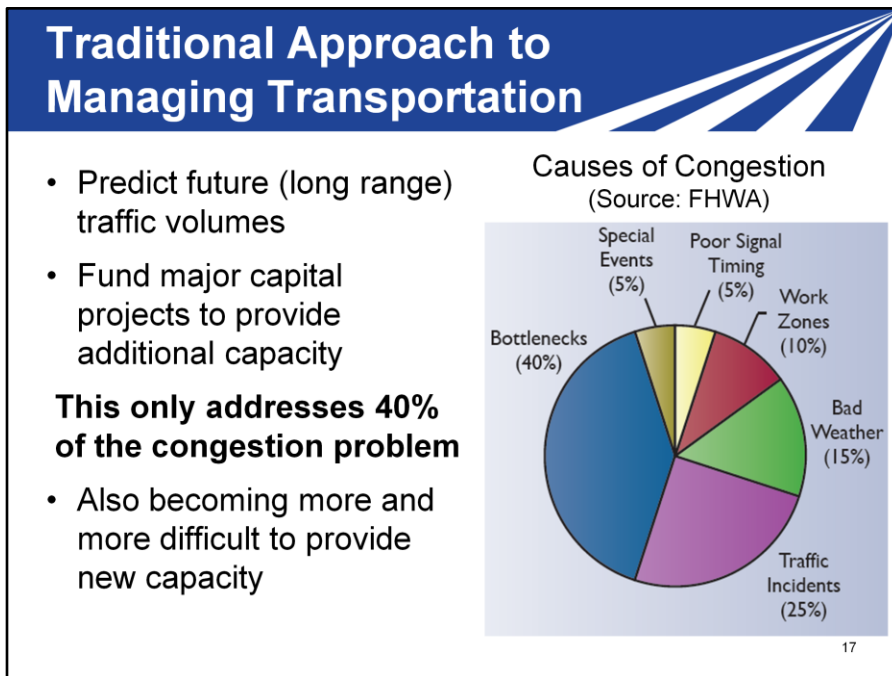 Traditional Approach to
Managing Transportation
• Predict future (long range)
traffic volumes
• Fund major capital
projects to provide
additional capacity
This only addresses 40%
of the congestion problem
• Also becoming more and
more difficult to provide
new capacity
Causes of Congestion
(Source: FHWA)
Special
Events
(5%)
Poor Signal
Timing
(5%)
Work
Zones
(10%)
Bottlenecks
(40%)
Bad
Weather
(15%)
Traffic
Incidents
(25%)
17